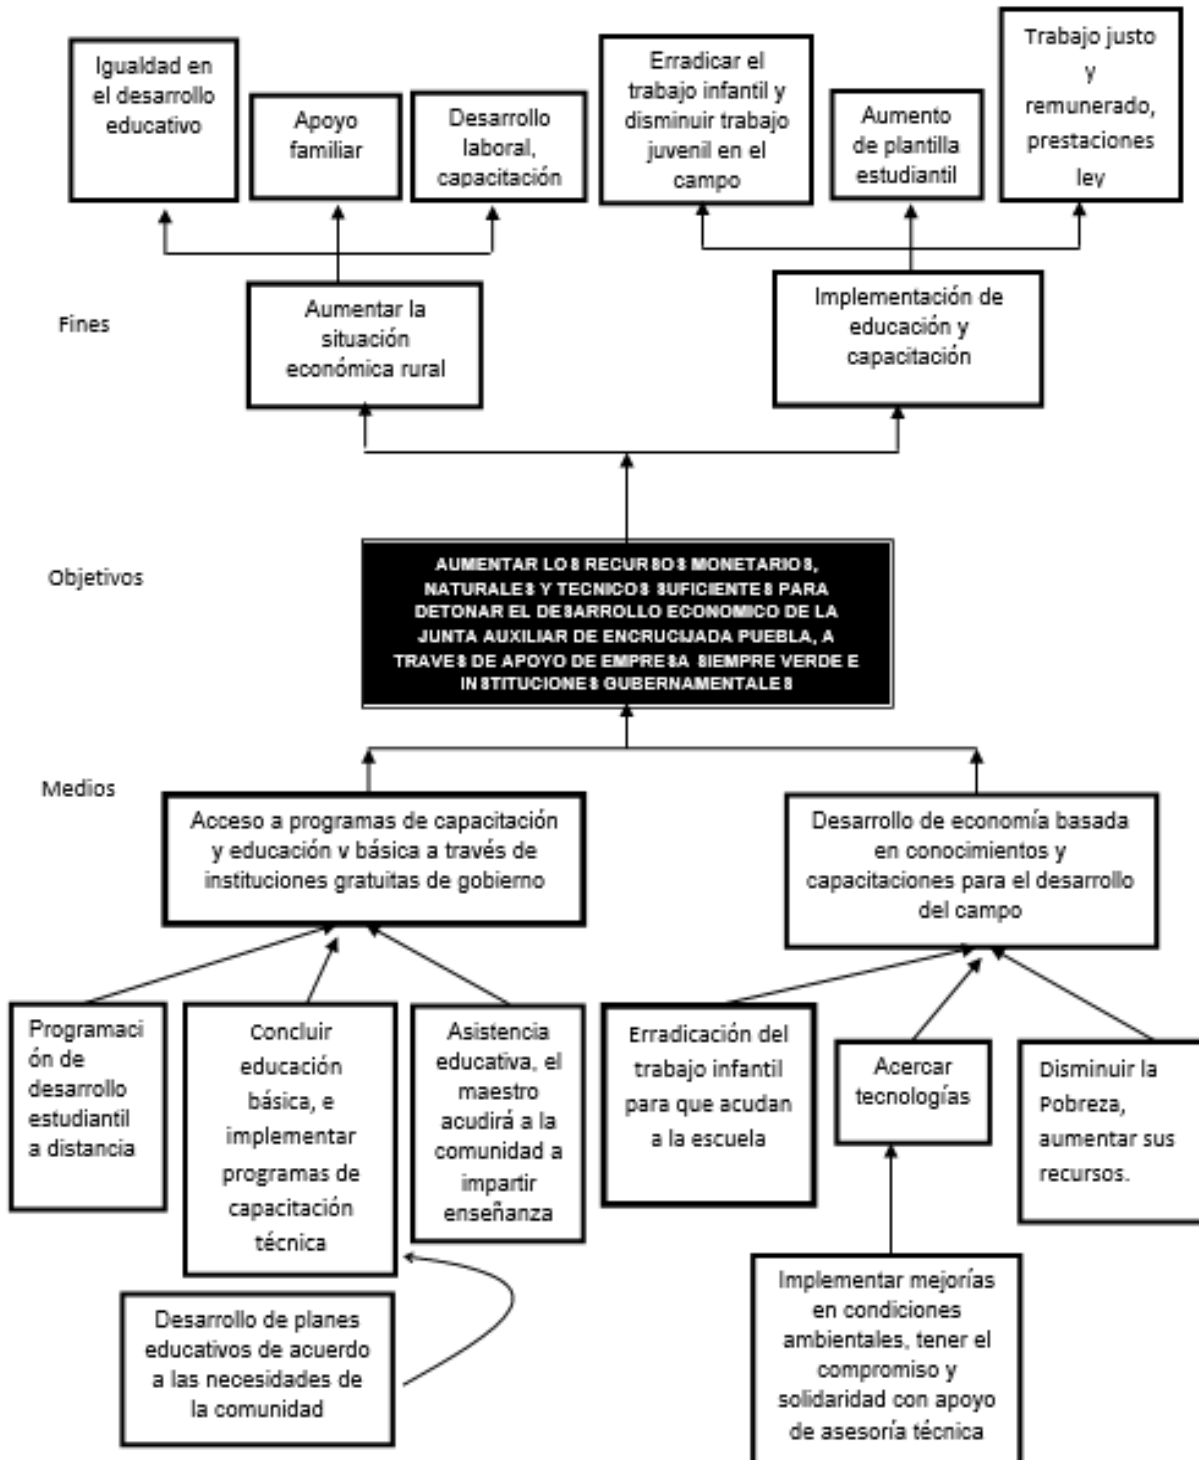 Igualdad en
el desarrollo
educativo
Apoyo
familiar
Desarrollo
laboral,
capacitación
Erradicar el
trabajo infantil y
disminuir trabajo
juvenil en el
campo
Aumento
de plantilla
estudiantil
Trabajo justo
y
remunerado,
prestaciones
ley
Fines
Aumentar la
situación
económica rural
Implementación de
educación y
capacitación
Objetivos
AUMENTAR LOS RECURSOS MONETARIOS,
NATURALES Y TECNICOS SUFICIENTES PARA
DETONAR EL DESARROLLO ECONOMICO DE LA
JUNTA AUXILIAR DE ENCRUCIJADA PUEBLA, A
TRAVES DE APOYO DE EMPRESA SIEMPRE VERDE E
INSTITUCIONES GUBERNAMENTALES
Medios
Acceso a programas de capacitación
y educación v básica a través de
instituciones gratuitas de gobierno
Desarrollo de economía basada
en conocimientos y
capacitaciones para el desarrollo
del campo
Programaci
ón de
desarrollo
estudiantil
a distancia
Concluir
educación
básica, e
implementar
programas de
capacitación
técnica
Asistencia
educativa, el
maestro
acudirá a la
comunidad a
impartir
enseñanza
Erradicación del
trabajo infantil
para que acudan
a la escuela
Acercar
tecnologías
Disminuir la
Pobreza,
aumentar sus
recursos.
Desarrollo de planes
educativos de acuerdo
a las necesidades de
la comunidad
Implementar mejorías
en condiciones
ambientales, tener el
compromiso y
solidaridad con apoyo
de asesoría técnica